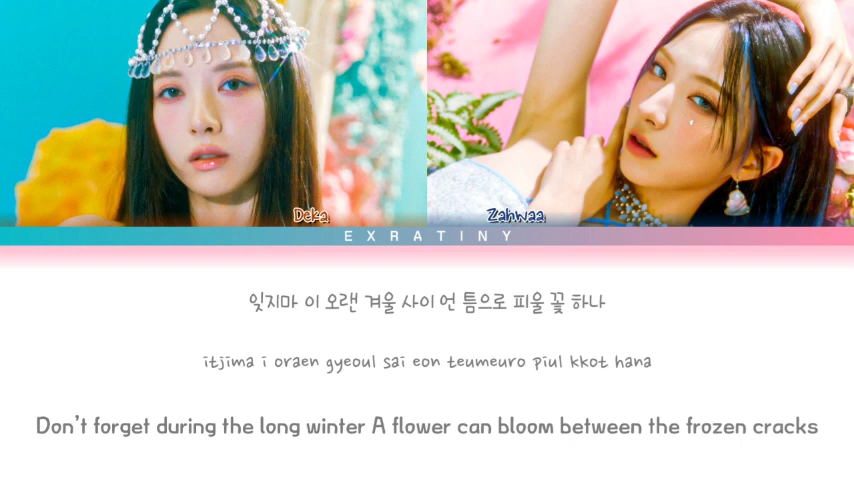 Deka
Zahwaa
EXRATINY
잊지마 이 오랜 겨울 사이 언 틈으로 피울 꽃 하나
itjima i oraen gyeoul sai eon teumeuro piul kkot hana
Don't forget during the long winter A flower can bloom between the frozen cracks